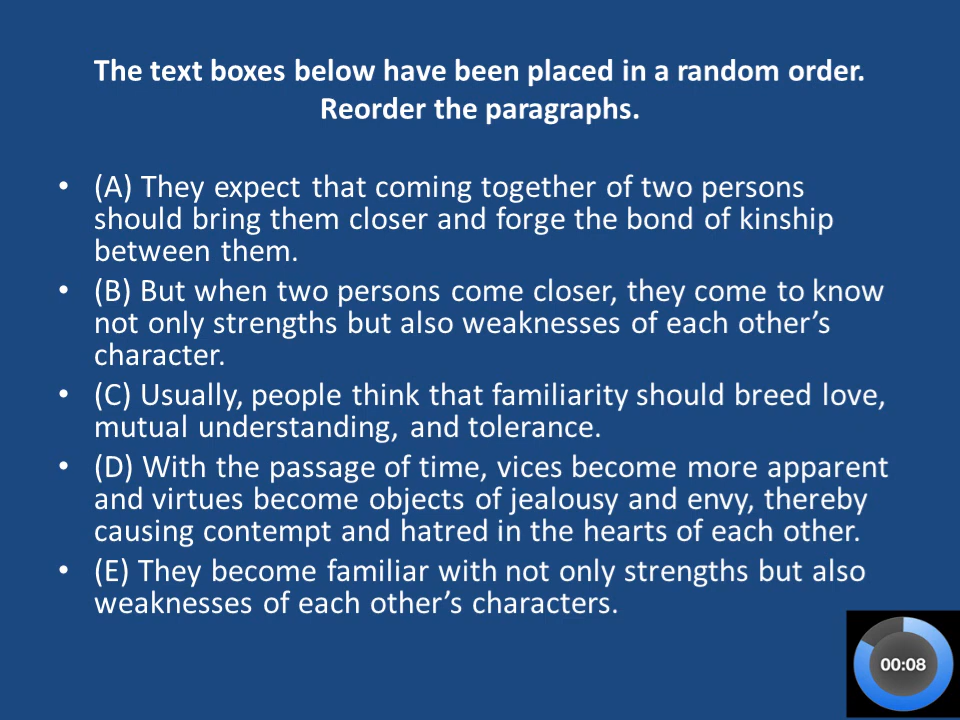 The text boxes below have been placed in a random order.
Reorder the paragraphs.
• (A) They expect that coming together of two persons
should bring them closer and forge the bond of kinship
between them.
• (B) But when two persons come closer, they come to know
not only strengths but also weaknesses of each other’s
character.
• (C) Usually, people think that familiarity should breed love,
mutual understanding, and tolerance.
• (D) With the passage of time, vices become more apparent
and virtues become objects of jealousy and envy, thereby
causing contempt and hatred in the hearts of each other.
• (E) They become familiar with not only strengths but also
weaknesses of each other’s characters.
00:08